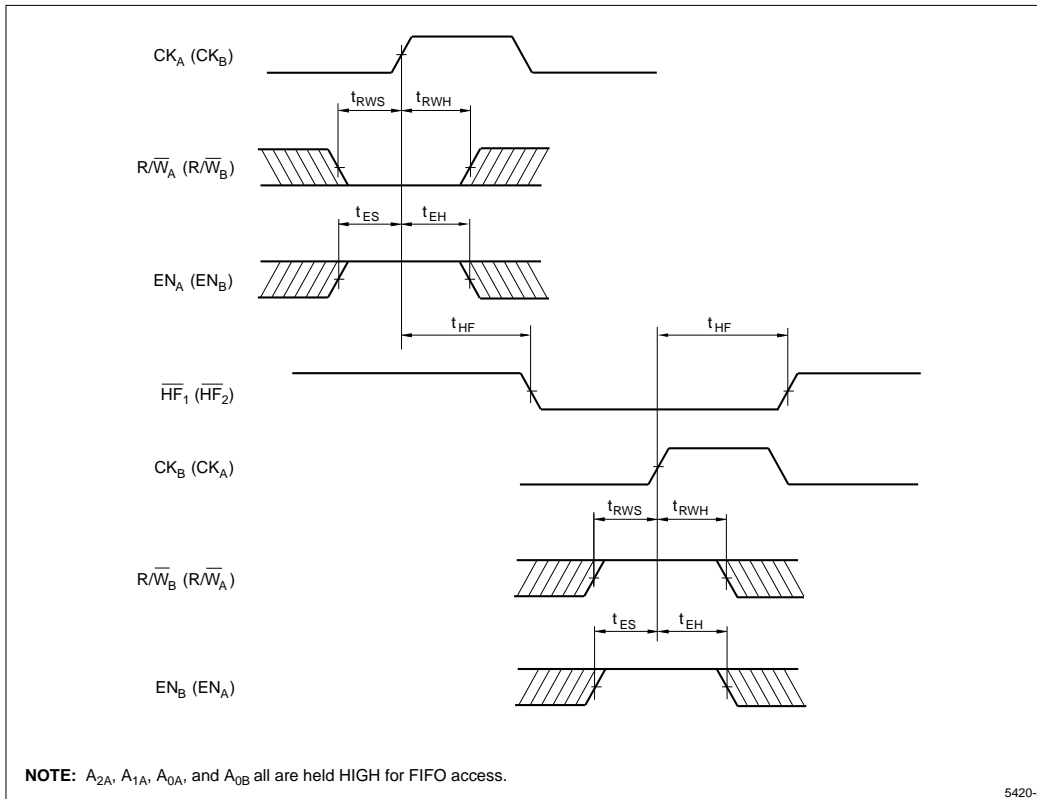 CK_A (CK_B)
t_RWS t_RWH
R/W̅_A (R/W̅_B)
t_ES t_EH
EN_A (EN_B)
t_HF t_HF
H̅F̅_1 (H̅F̅_2)
CK_B (CK_A)
t_RWS t_RWH
R/W̅_B (R/W̅_A)
t_ES t_EH
EN_B (EN_A)
NOTE: A_2A, A_1A, A_0A, and A_0B all are held HIGH for FIFO access.